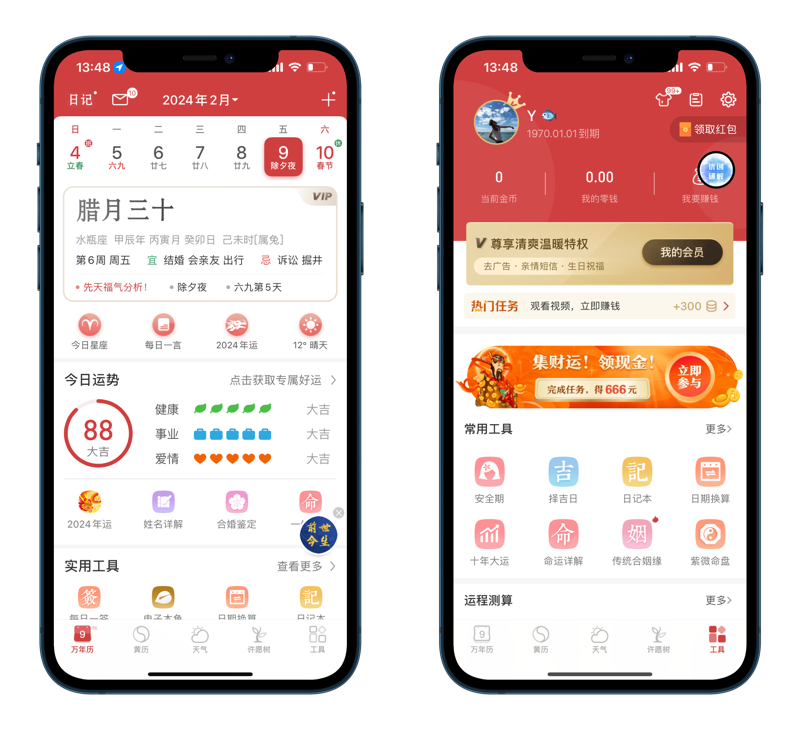 13:48
日记
10
2024年2月
日 一 二 三 四 五 六
4 5 6 7 8 9 10
班
休
立春 六九 廿七 廿八 廿九 除夕夜 春节
腊月三十
VIP
水瓶座 甲辰年 丙寅月 癸卯日 己未时[属兔]
第6周 周五 宜 结婚 会亲友 出行 忌 诉讼 掘井
先天福气分析! 除夕夜 六九第5天
今日星座 每日一言 2024年运 12° 晴天
今日运势 点击获取专属好运
88
大吉
健康 大吉
事业 大吉
爱情 大吉
命
2024年运 姓名详解 合婚鉴定
前世今生
实用工具 查看更多
签 記
每日一签 电子木鱼 日期换算 日记本
9
万年历 黄历 天气 许愿树 工具
13:48
99+
Y
1970.01.01到期
领取红包
0 0.00
当前金币 我的零钱 我要赚钱
V 尊享清爽温暖特权
去广告 · 亲情短信 · 生日祝福
我的会员
热门任务 观看视频，立即赚钱 +300
集财运！领现金！
完成任务，得666元
立即参与
常用工具 更多
吉 記
安全期 择吉日 日记本 日期换算
命 姻
十年大运 命运详解 传统合姻缘 紫微命盘
运程测算 更多
9
万年历 黄历 天气 许愿树 工具